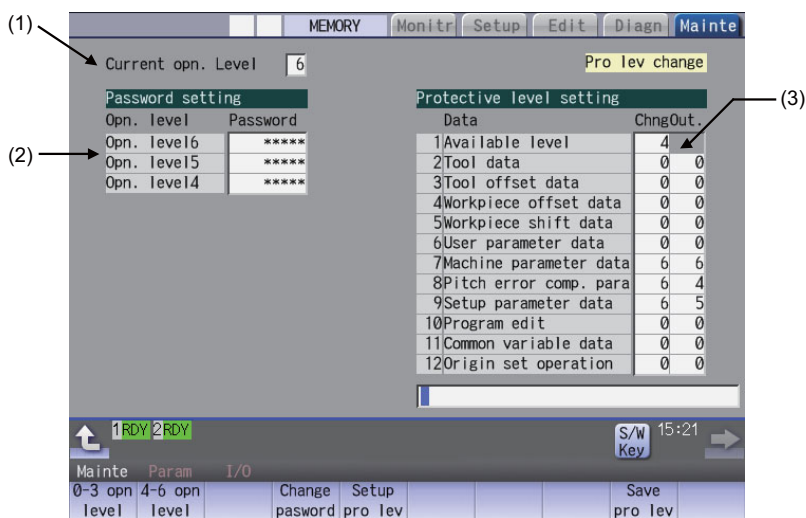 (1)
MEMORY Monitr Setup Edit Diagn Mainte
Current opn. Level 6 Pro lev change
Password setting Protective level setting (3)
Opn. level Password Data Chng Out.
Opn. level6 ***** 1 Available level 4
(2) Opn. level5 ***** 2 Tool data 0 0
Opn. level4 ***** 3 Tool offset data 0 0
4 Workpiece offset data 0 0
5 Workpiece shift data 0 0
6 User parameter data 0 0
7 Machine parameter data 6 6
8 Pitch error comp. para 6 4
9 Setup parameter data 6 5
10 Program edit 0 0
11 Common variable data 0 0
12 Origin set operation 0 0
1 RDY 2 RDY S/W Key 15:21
Mainte Param I/O
0-3 opn 4-6 opn Change Setup Save
level level pasword pro lev pro lev